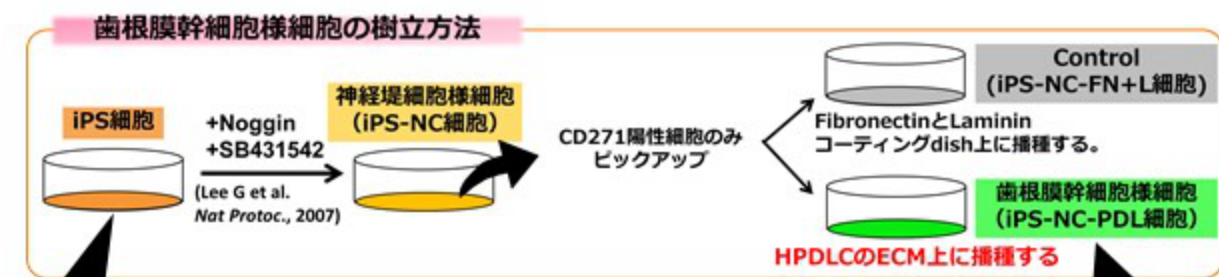 歯根膜幹細胞様細胞の樹立方法
iPS細胞
+Noggin
+SB431542
(Lee G et al.
Nat Protoc., 2007)
神経堤細胞様細胞
（iPS-NC細胞）
CD271陽性細胞のみ
ピックアップ
Control
(iPS-NC-FN+L細胞)
FibronectinとLaminin
コーティングdish上に播種する。
歯根膜幹細胞様細胞
（iPS-NC-PDL細胞）
HPDLCのECM上に播種する